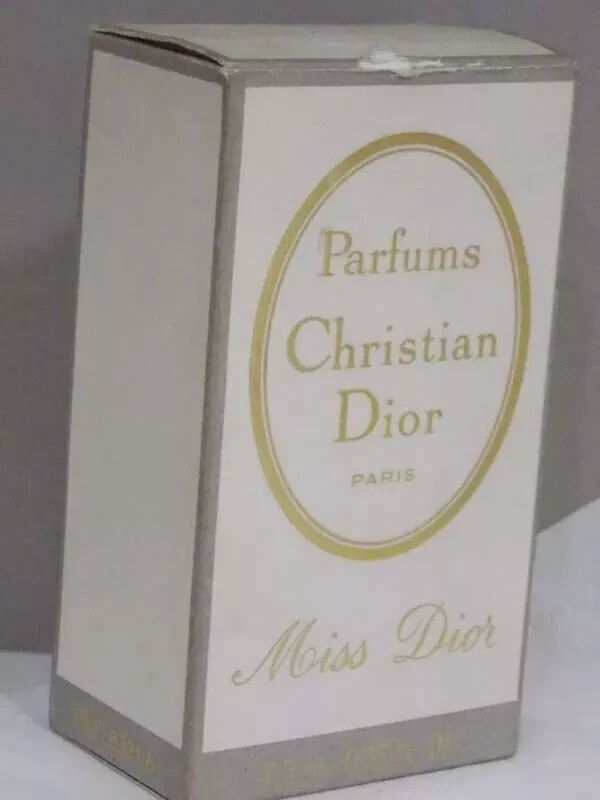 Parfums
Christian
Dior
PARIS
Miss Dior